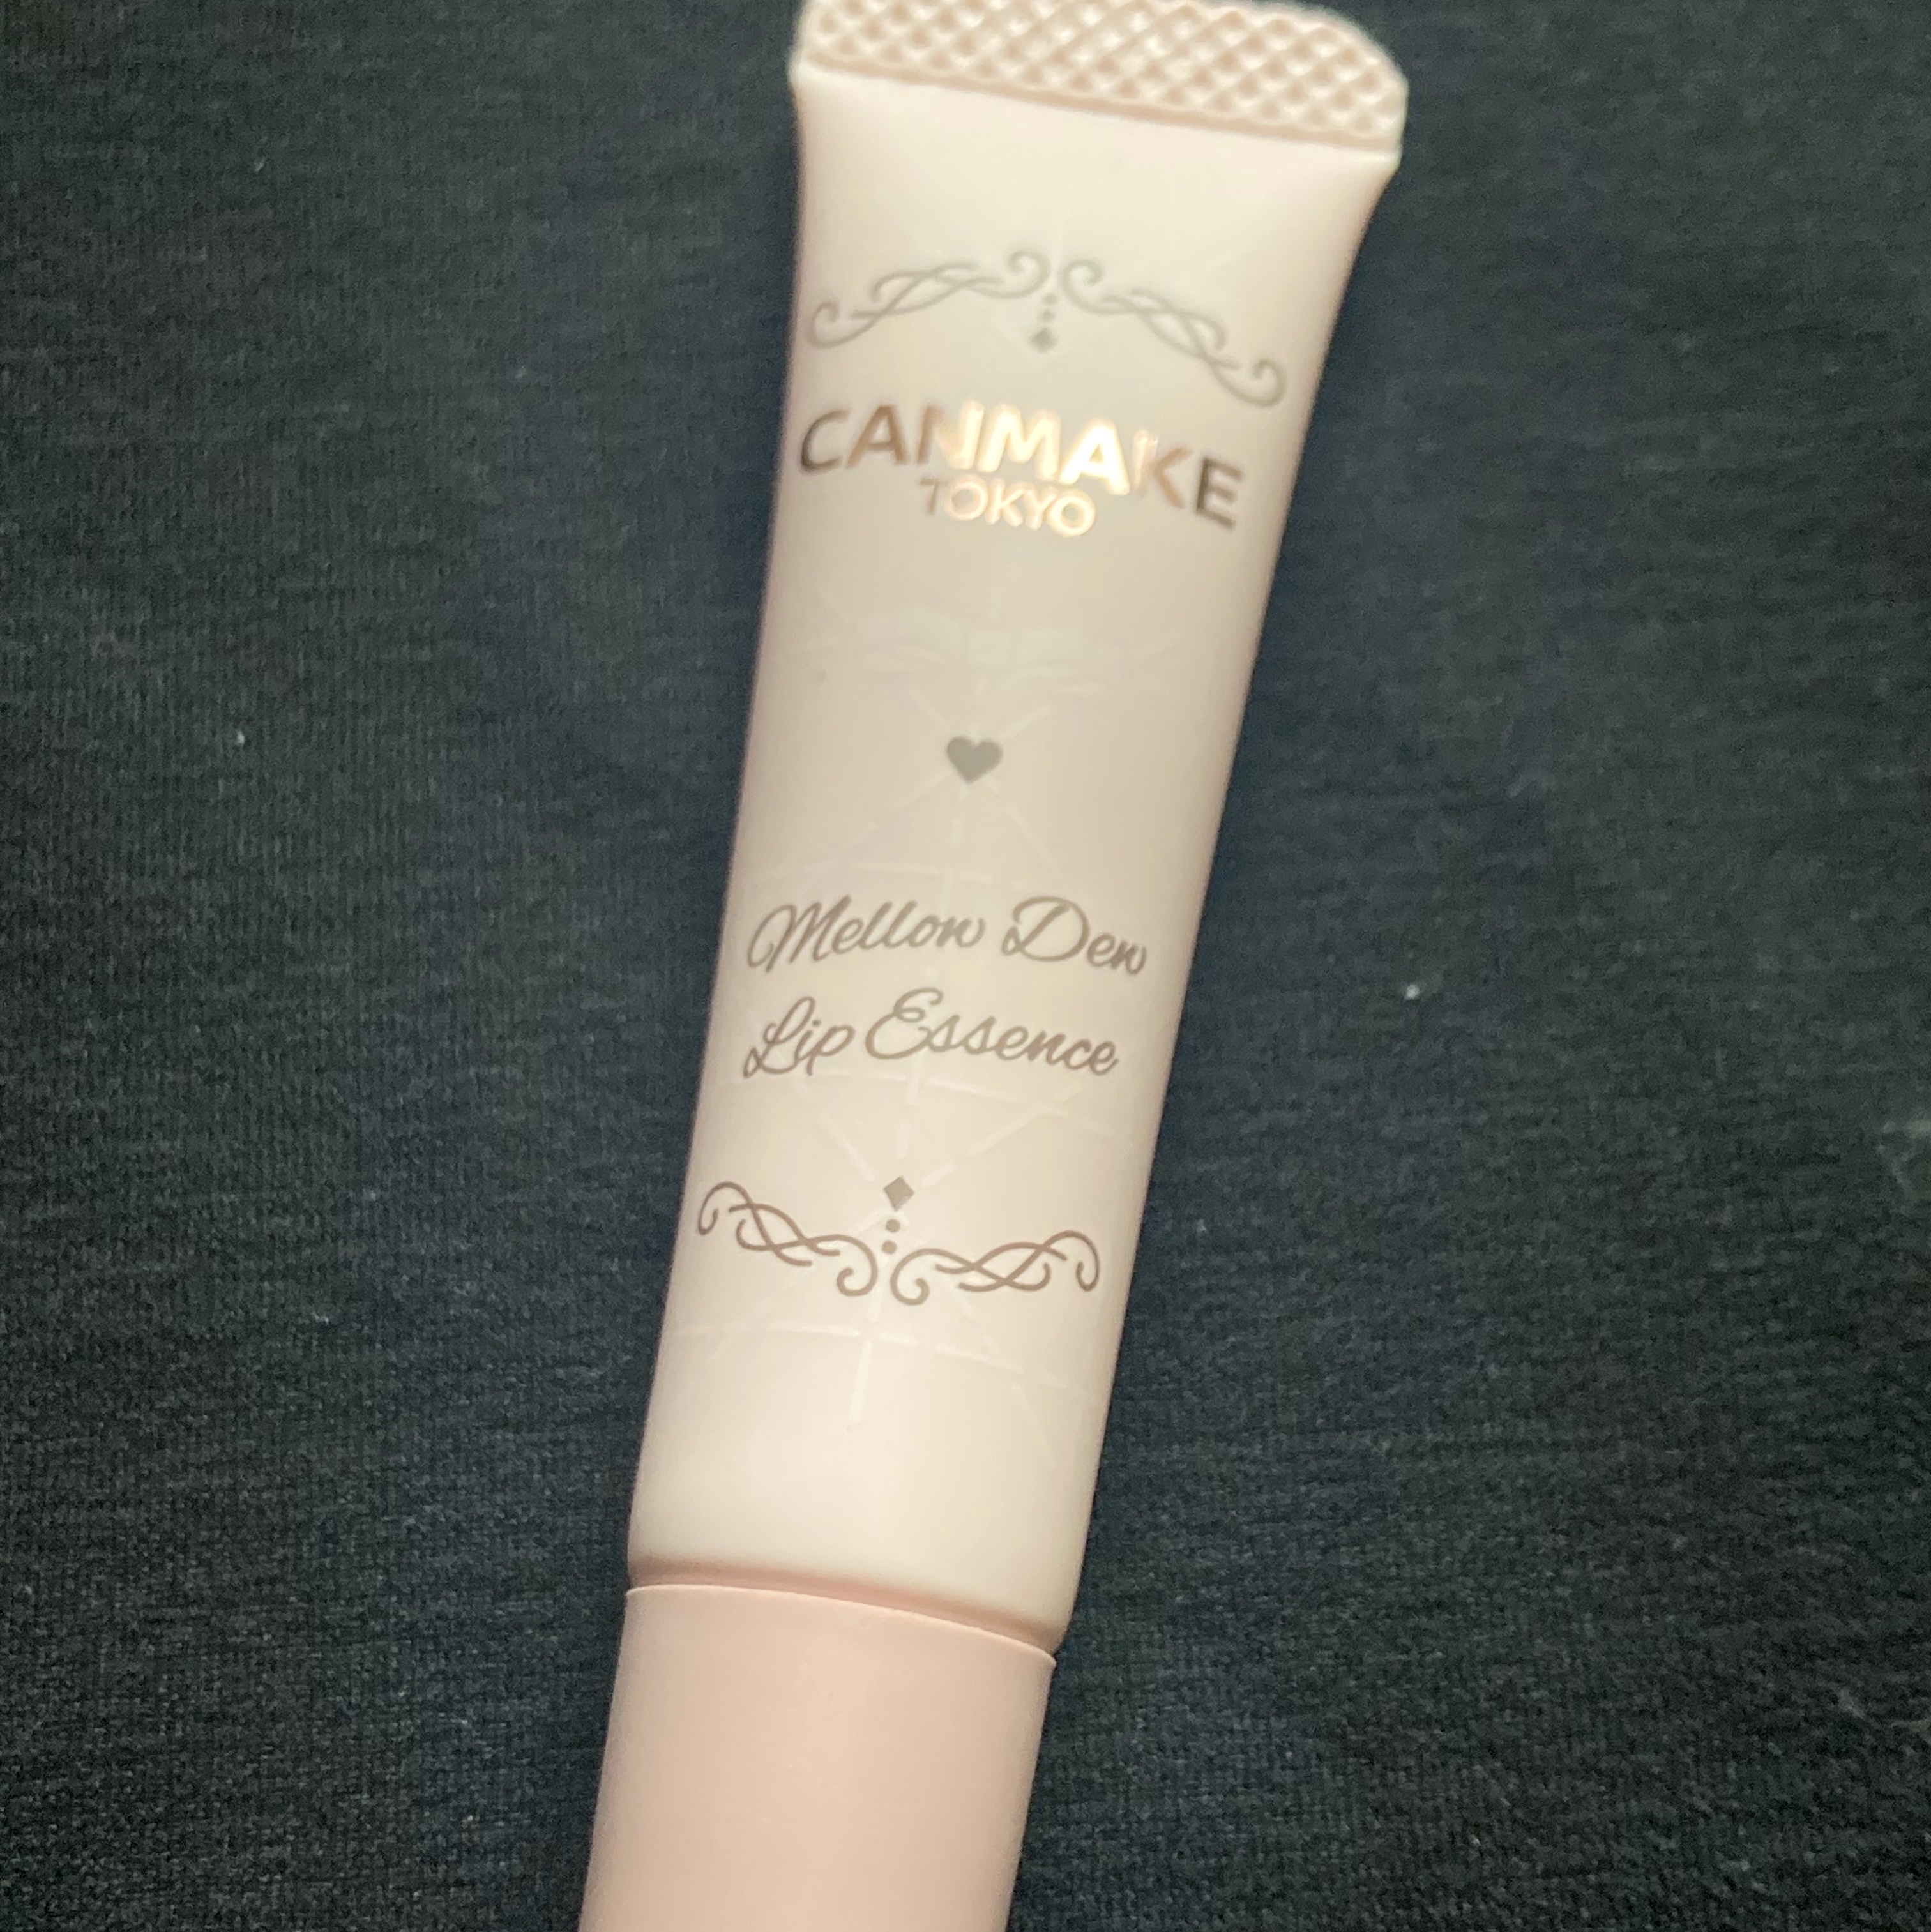 CANMAKE
TOKYO
Mellow Dew
Lip Essence